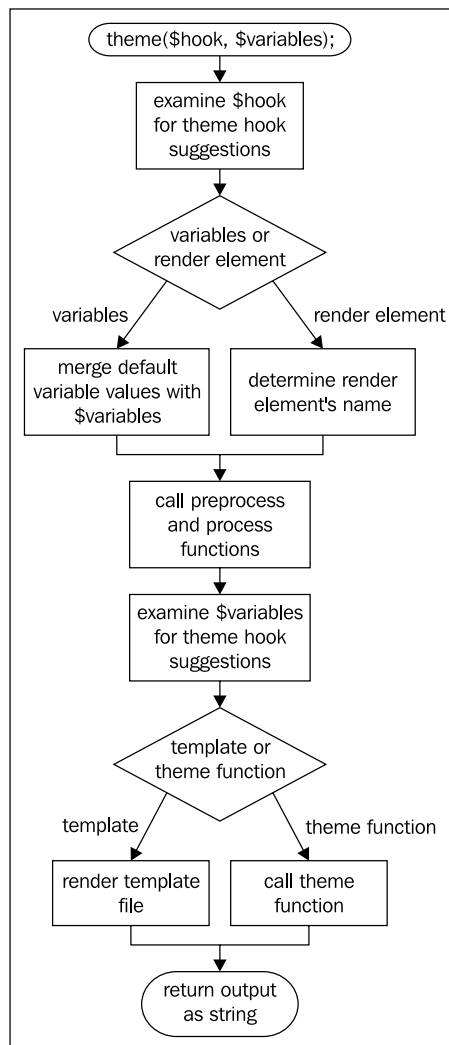 theme($hook, $variables);
examine $hook
for theme hook
suggestions
variables or
render element
variables
render element
merge default
variable values with
$variables
determine render
element's name
call preprocess
and process
functions
examine $variables
for theme hook
suggestions
template or
theme function
template
theme function
render template
file
call theme
function
return output
as string